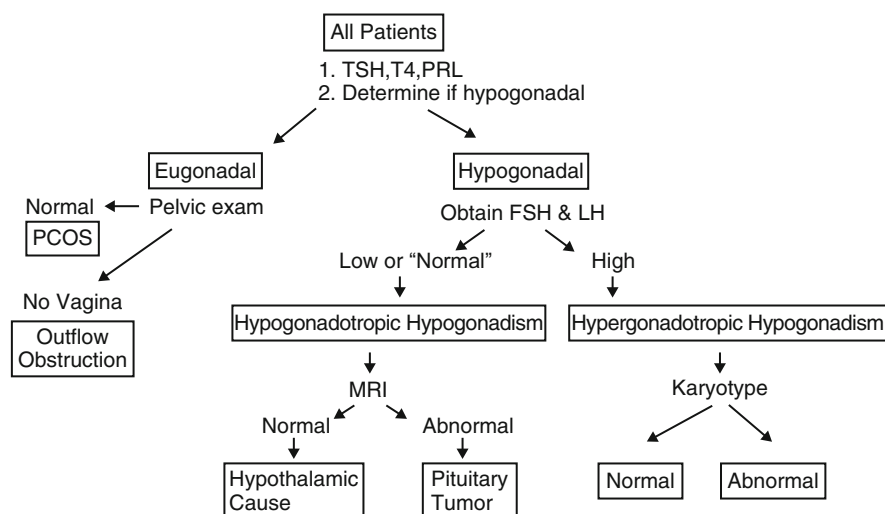 All Patients
1. TSH,T4,PRL
2. Determine if hypogonadal
Eugonadal
Hypogonadal
Normal
Pelvic exam
Obtain FSH & LH
PCOS
Low or “Normal”
High
No Vagina
Outflow
Obstruction
Hypogonadotropic Hypogonadism
Hypergonadotropic Hypogonadism
MRI
Karyotype
Normal
Abnormal
Hypothalamic
Cause
Pituitary
Tumor
Normal
Abnormal